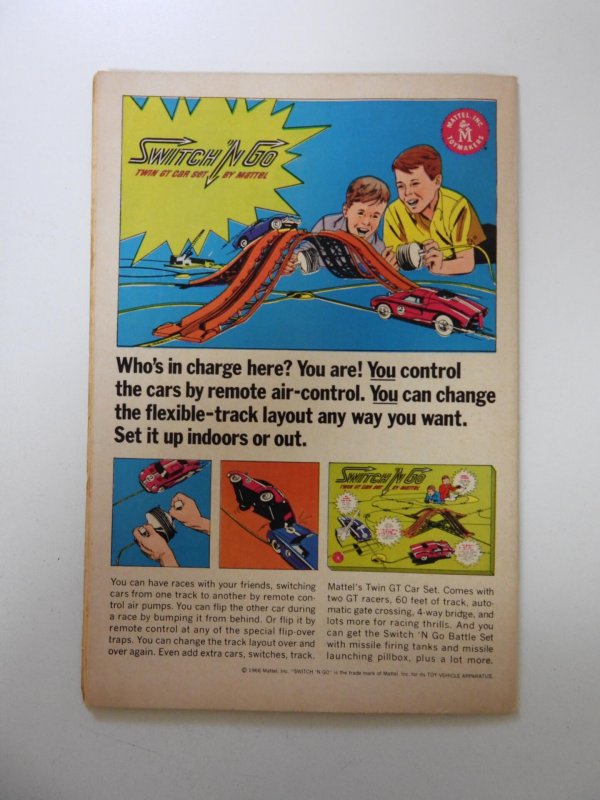 SWITCH 'N GO
TWIN GT CAR SET BY MATTEL
MATTEL, INC.
M
TOYMAKERS
Who's in charge here? You are! You control
the cars by remote air-control. You can change
the flexible-track layout any way you want.
Set it up indoors or out.
SWITCH 'N GO
TWIN GT CAR SET BY MATTEL
You can have races with your friends, switching
cars from one track to another by remote con-
trol air pumps. You can flip the other car during
a race by bumping it from behind. Or flip it by
remote control at any of the special flip-over
traps. You can change the track layout over and
over again. Even add extra cars, switches, track.
Mattel's Twin GT Car Set. Comes with
two GT racers, 60 feet of track, auto-
matic gate crossing, 4-way bridge, and
lots more for racing thrills. And you
can get the Switch 'N Go Battle Set
with missile firing tanks and missile
launching pillbox, plus a lot more.
© 1966 Mattel, Inc. "SWITCH 'N GO" is the trade mark of Mattel, Inc. for its TOY VEHICLE APPARATUS.